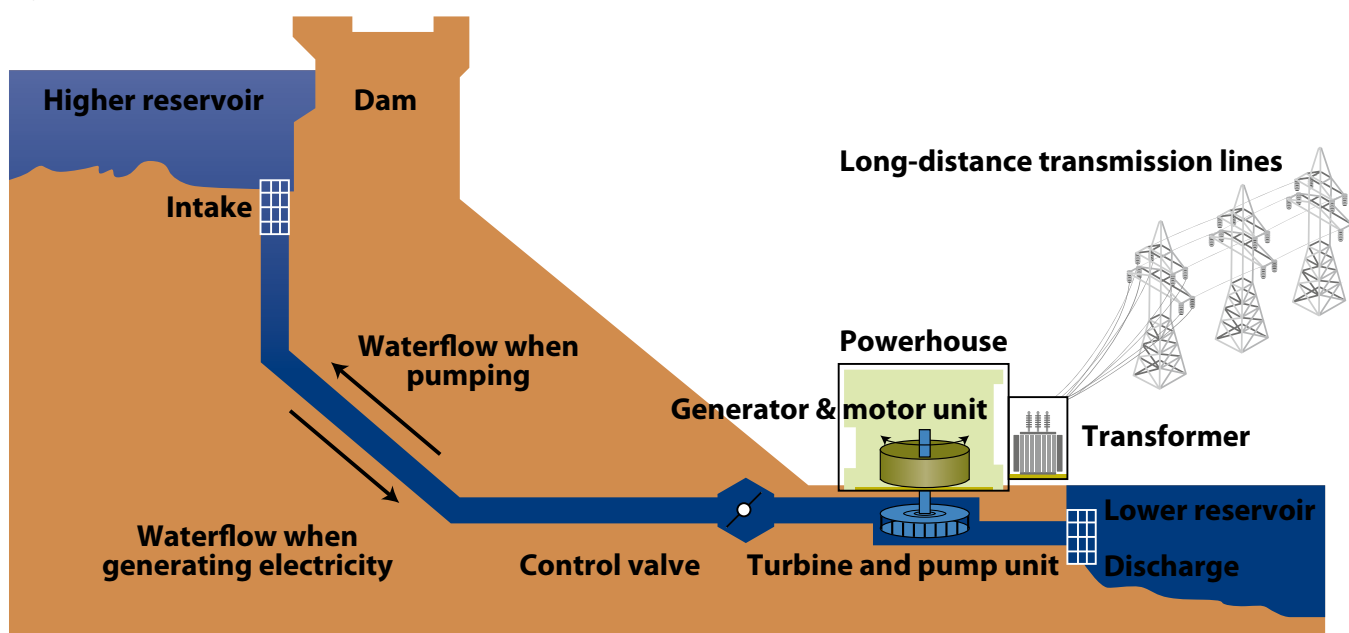 Higher reservoir
Dam
Long-distance transmission lines
Intake
Waterflow when
pumping
Powerhouse
Generator & motor unit
Transformer
Lower reservoir
Waterflow when
generating electricity
Control valve
Turbine and pump unit
Discharge